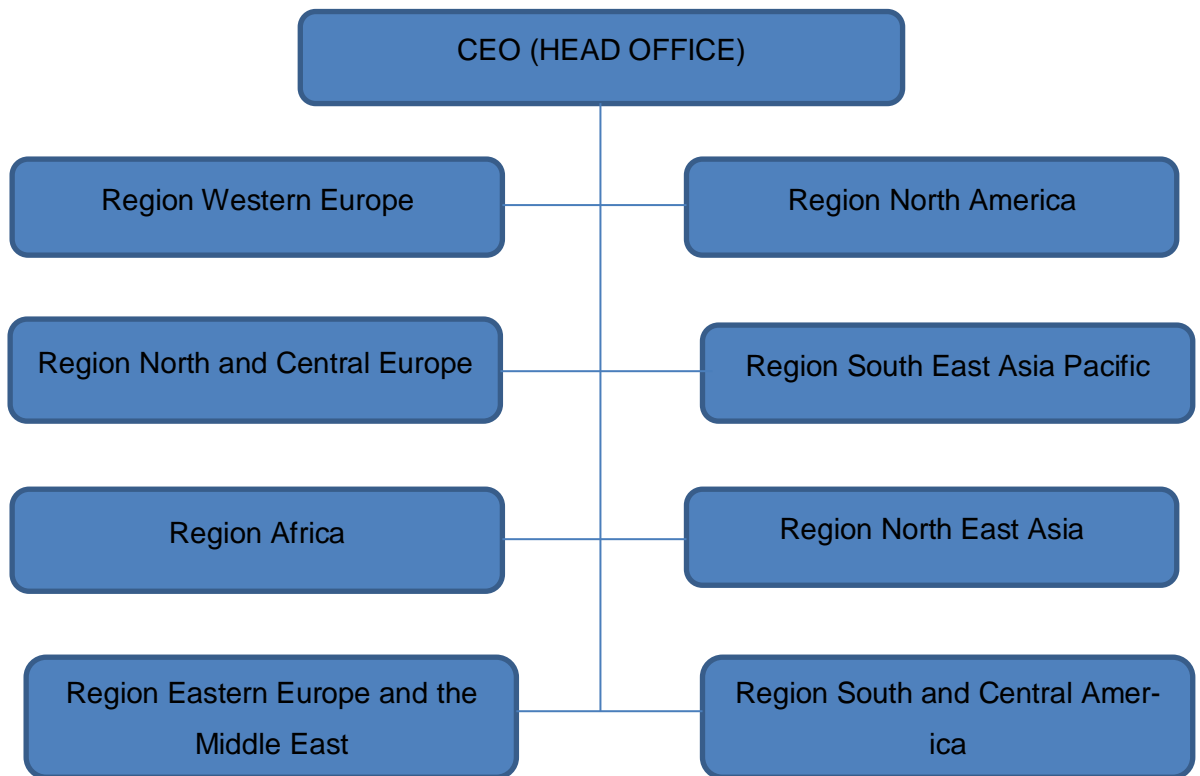 CEO (HEAD OFFICE)
Region Western Europe
Region North America
Region North and Central Europe
Region South East Asia Pacific
Region Africa
Region North East Asia
Region Eastern Europe and the
Middle East
Region South and Central Amer-
ica